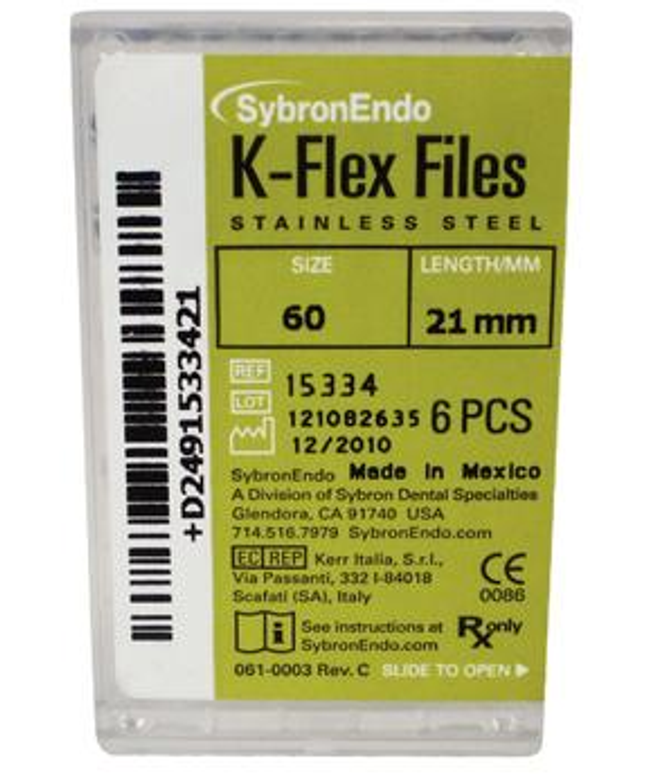 SybronEndo
K-Flex Files
STAINLESS STEEL
SIZE LENGTH/MM
60 21 mm
REF 15334
LOT 121082635 6 PCS
12/2010
SybronEndo Made in Mexico
A Division of Sybron Dental Specialties
Glendora, CA 91740 USA
714.516.7979 SybronEndo.com
EC REP Kerr Italia, S.r.l.,
Via Passanti, 332 I-84018
Scafati (SA), Italy
CE
0086
i See instructions at
SybronEndo.com
Rx only
061-0003 Rev. C SLIDE TO OPEN
+D2491533421